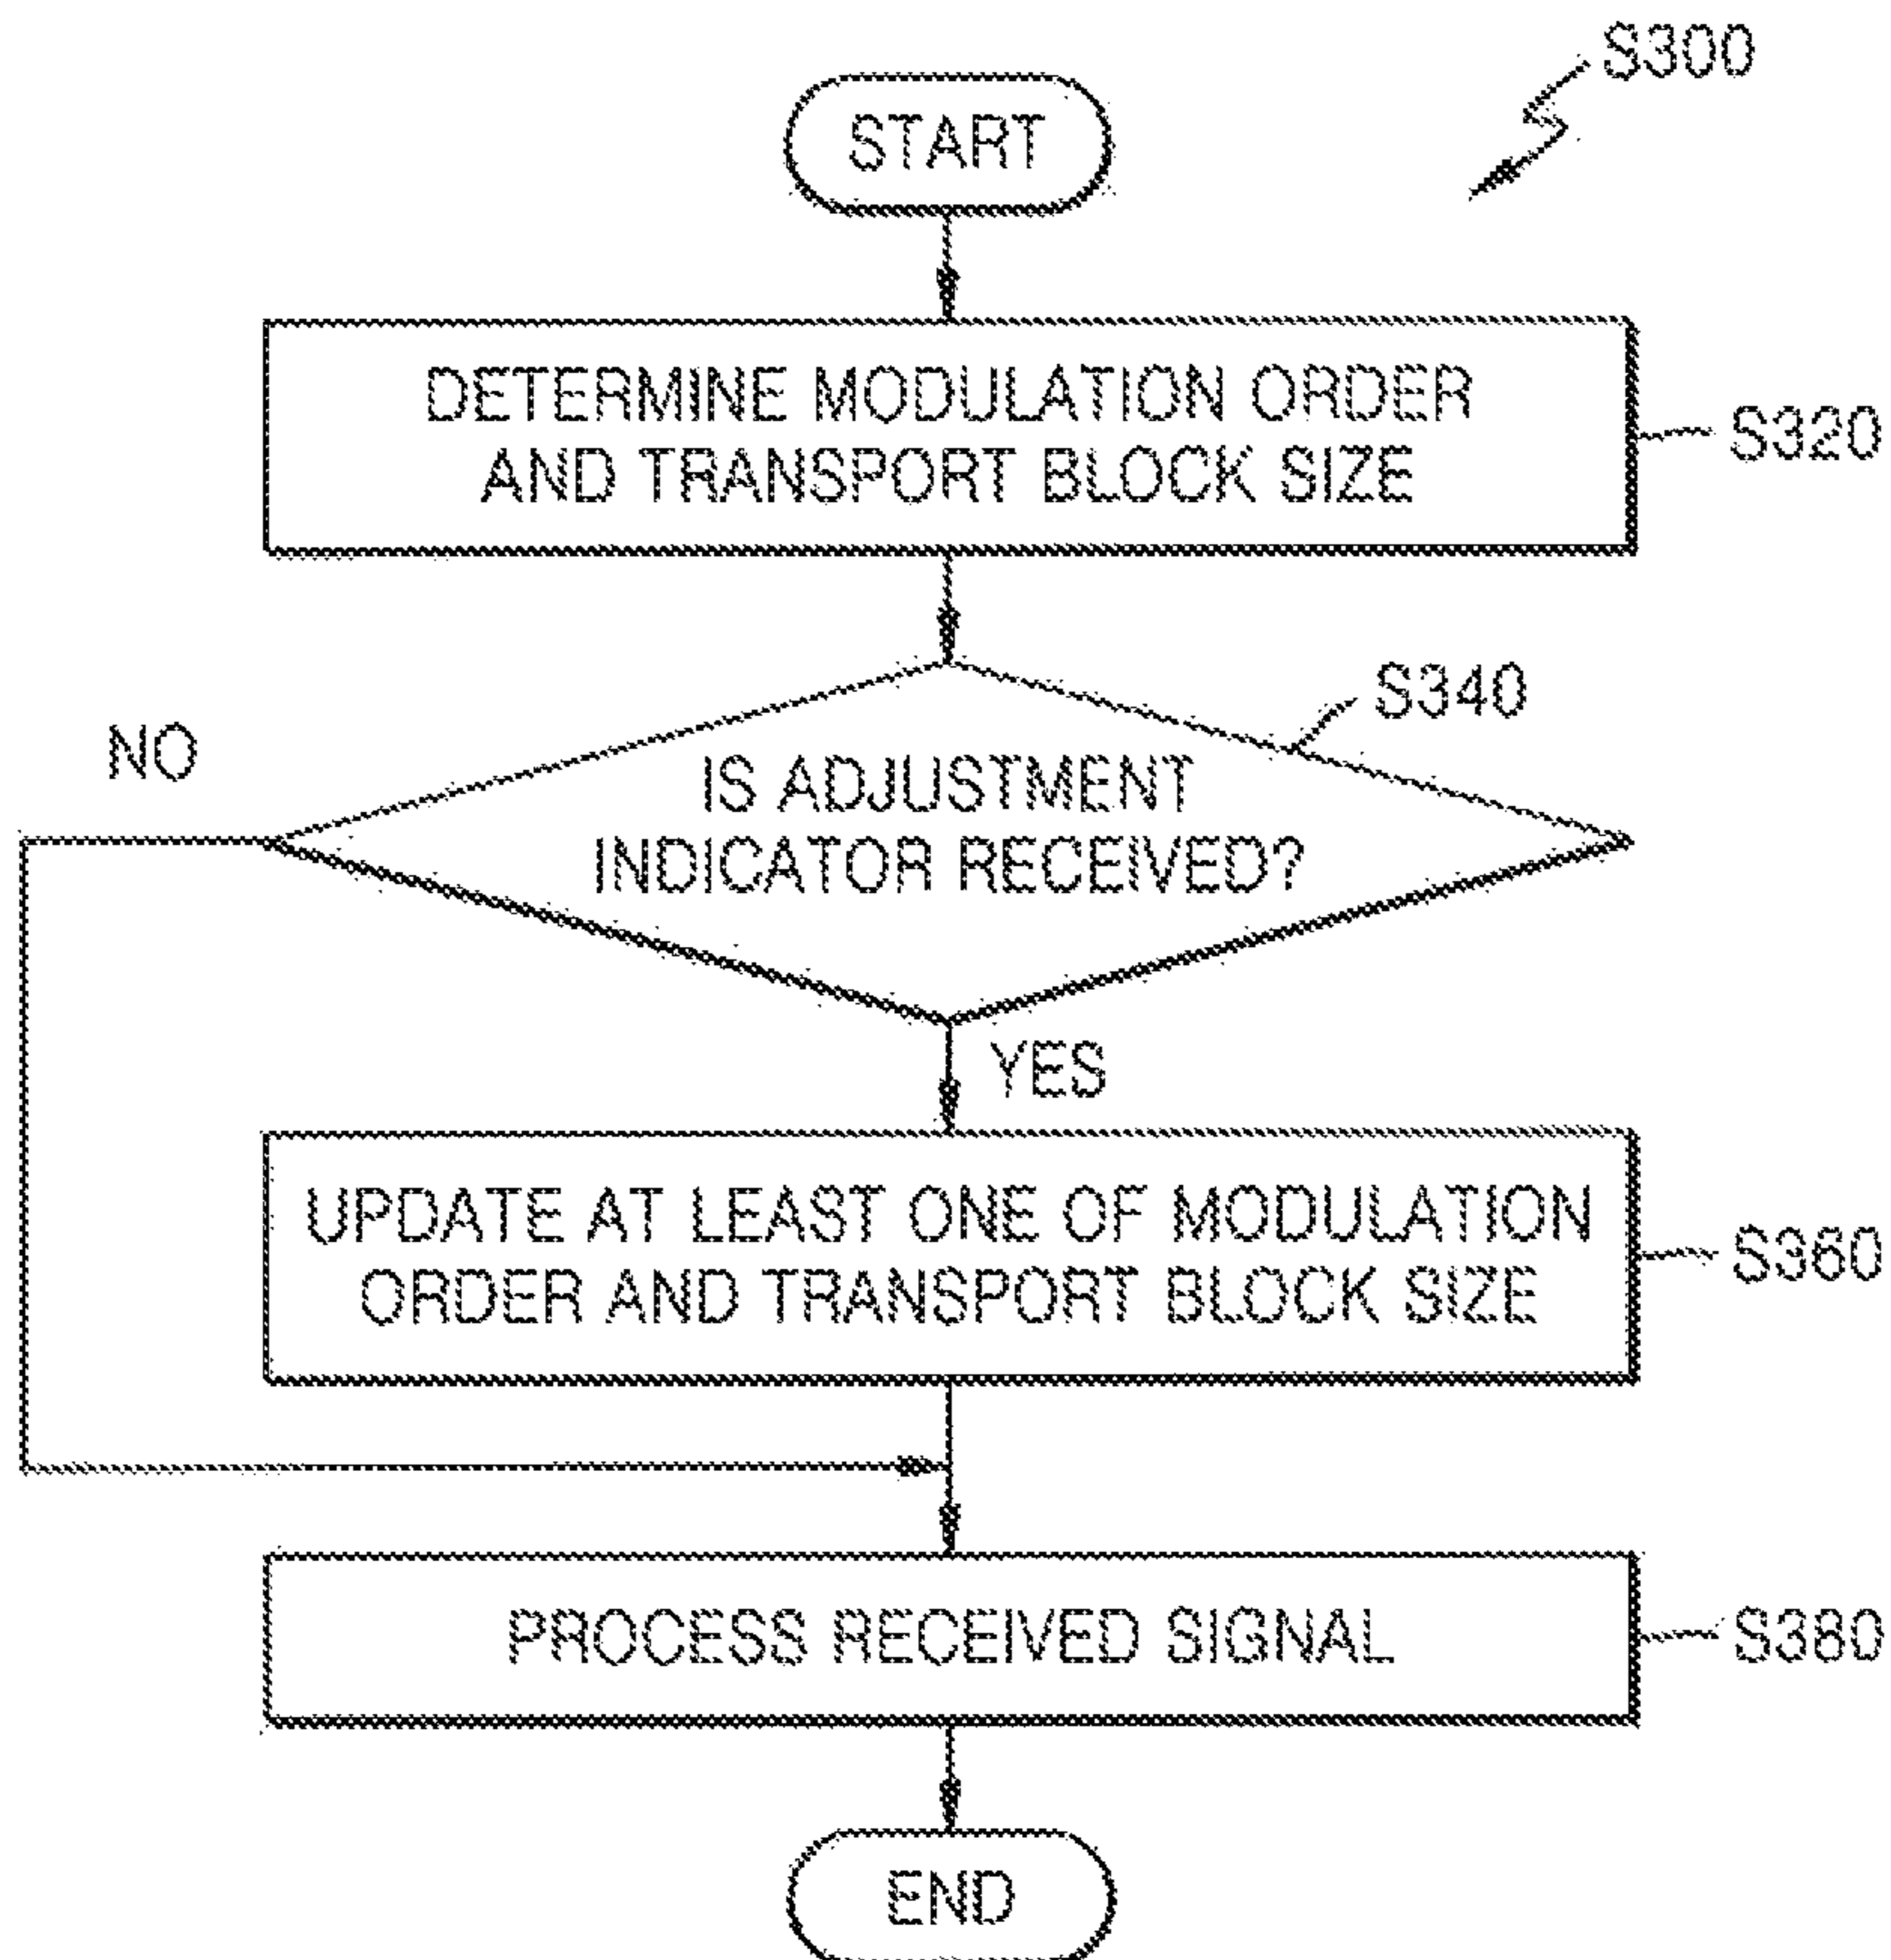 S300
START
DETERMINE MODULATION ORDER
AND TRANSPORT BLOCK SIZE
S320
S340
NO
IS ADJUSTMENT
INDICATOR RECEIVED?
YES
UPDATE AT LEAST ONE OF MODULATION
ORDER AND TRANSPORT BLOCK SIZE
S360
PROCESS RECEIVED SIGNAL
S380
END